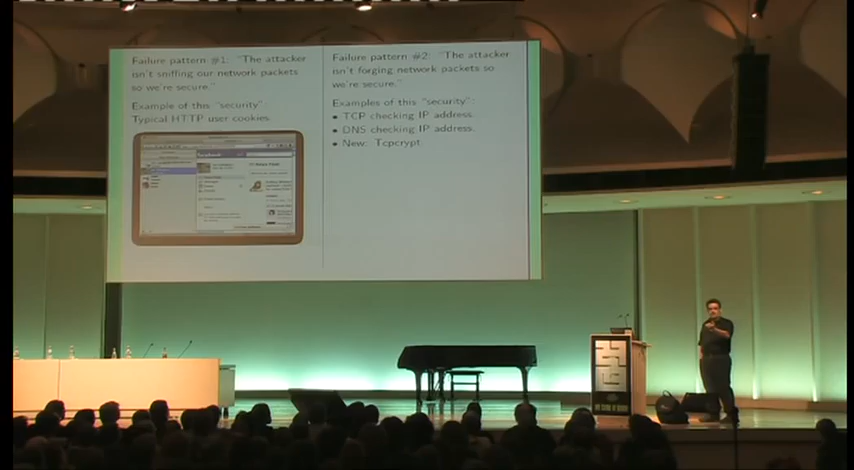 Failure pattern #1: "The attacker
isn't sniffing our network packets
so we're secure."
Example of this "security":
Typical HTTP user cookies.
Failure pattern #2: "The attacker
isn't forging network packets so
we're secure."
Examples of this "security":
• TCP checking IP address.
• DNS checking IP address.
• New: Tcpcrypt.
facebook